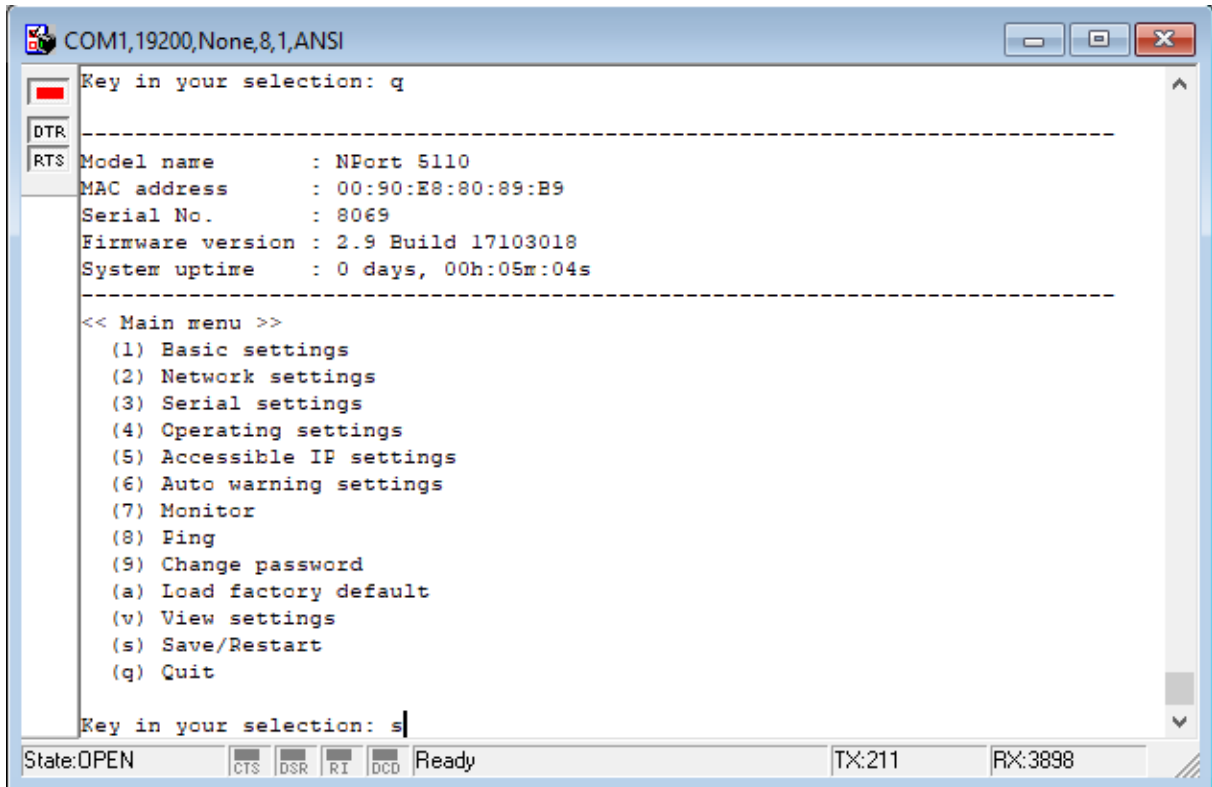 COM1,19200,None,8,1,ANSI
Key in your selection: q
DTR
-----------------------------------------------------------------------------
RTS
Model name       : NPort 5110
MAC address      : 00:90:E8:80:89:B9
Serial No.       : 8069
Firmware version : 2.9 Build 17103018
System uptime    : 0 days, 00h:05m:04s
-----------------------------------------------------------------------------
<< Main menu >>
(1) Basic settings
(2) Network settings
(3) Serial settings
(4) Operating settings
(5) Accessible IP settings
(6) Auto warning settings
(7) Monitor
(8) Ping
(9) Change password
(a) Load factory default
(v) View settings
(s) Save/Restart
(q) Quit
Key in your selection: s
State:OPEN CTS DSR RI DCD Ready TX:211 RX:3898